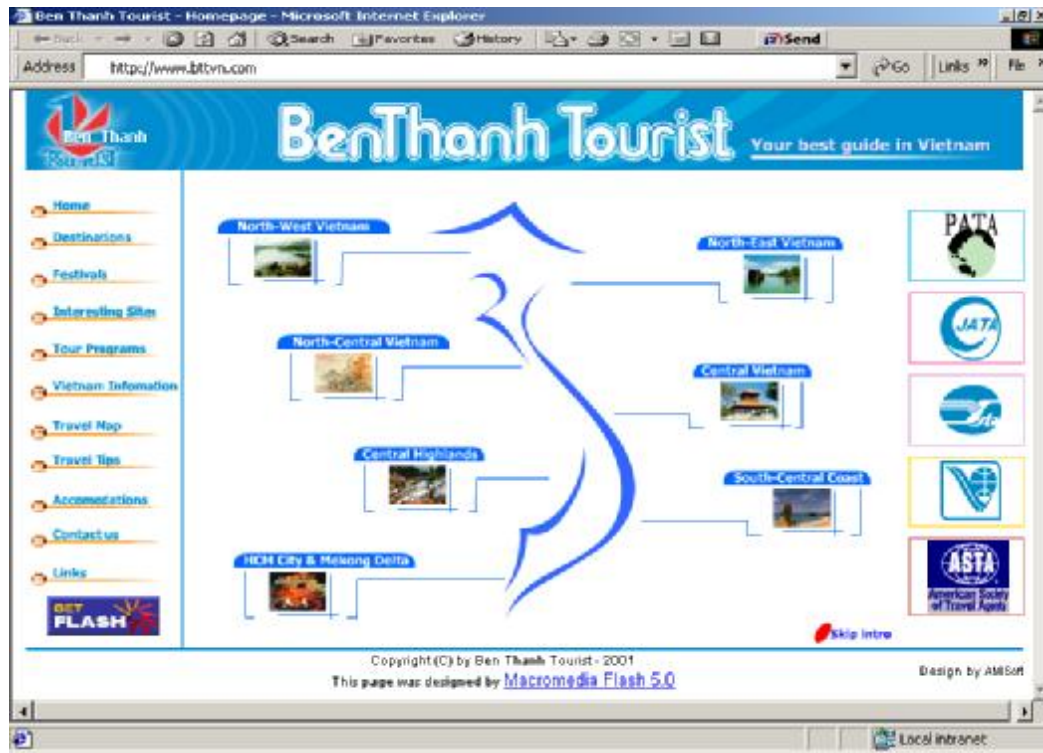 Ben Thanh Tourist - Homepage - Microsoft Internet Explorer
Back Search Favorites History Send
Address http://www.bttvn.com Go Links » File »
Ben Thanh
Tourist
BenThanh Tourist Your best guide in Vietnam
Home
Destinations
Festivals
Interesting Sites
Tour Programs
Vietnam Infomation
Travel Map
Travel Tips
Accomodations
Contact us
Links
GET
FLASH
North-West Vietnam
North-East Vietnam
North-Central Vietnam
Central Vietnam
Central Highlands
South-Central Coast
HCM City & Mekong Delta
Skip intro
PATA
JATA
ASTA
American Society
of Travel Agents
Copyright (C) by Ben Thanh Tourist - 2001
This page was designed by Macromedia Flash 5.0
Design by AMISoft
Local intranet